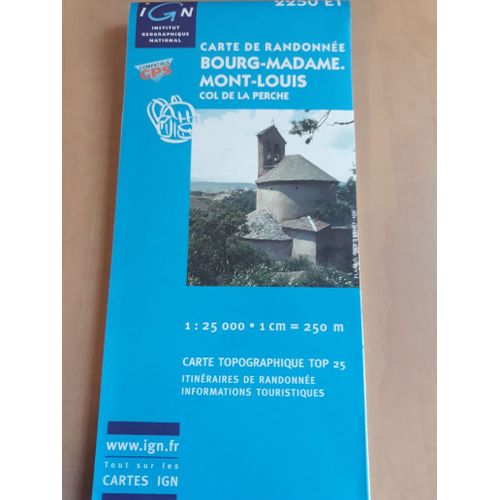 2250 ET
IGN
INSTITUT
GEOGRAPHIQUE
NATIONAL
COMPATIBLE
GPS
CARTE DE RANDONNÉE
BOURG-MADAME.
MONT-LOUIS
COL DE LA PERCHE
1 : 25 000 • 1 cm = 250 m
CARTE TOPOGRAPHIQUE TOP 25
ITINÉRAIRES DE RANDONNÉE
INFORMATIONS TOURISTIQUES
www.ign.fr
Tout sur les
CARTES IGN